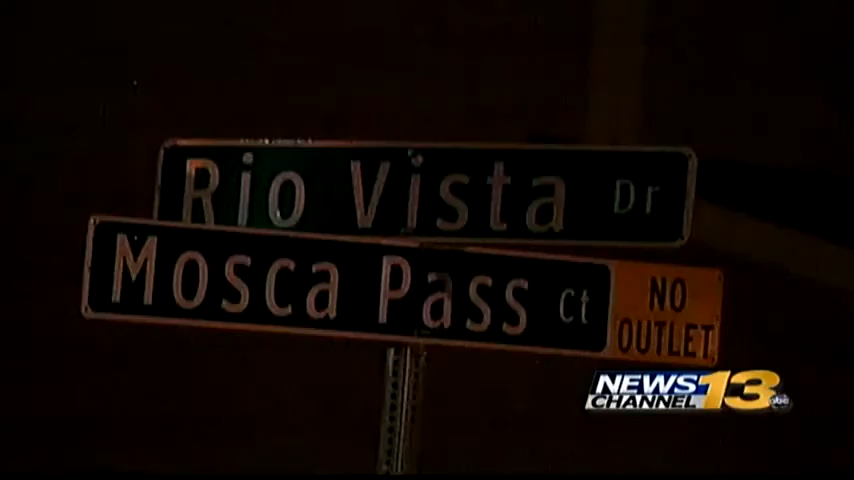 Rio Vista Dr
Mosca Pass Ct
NO
OUTLET
NEWS
CHANNEL
13
abc